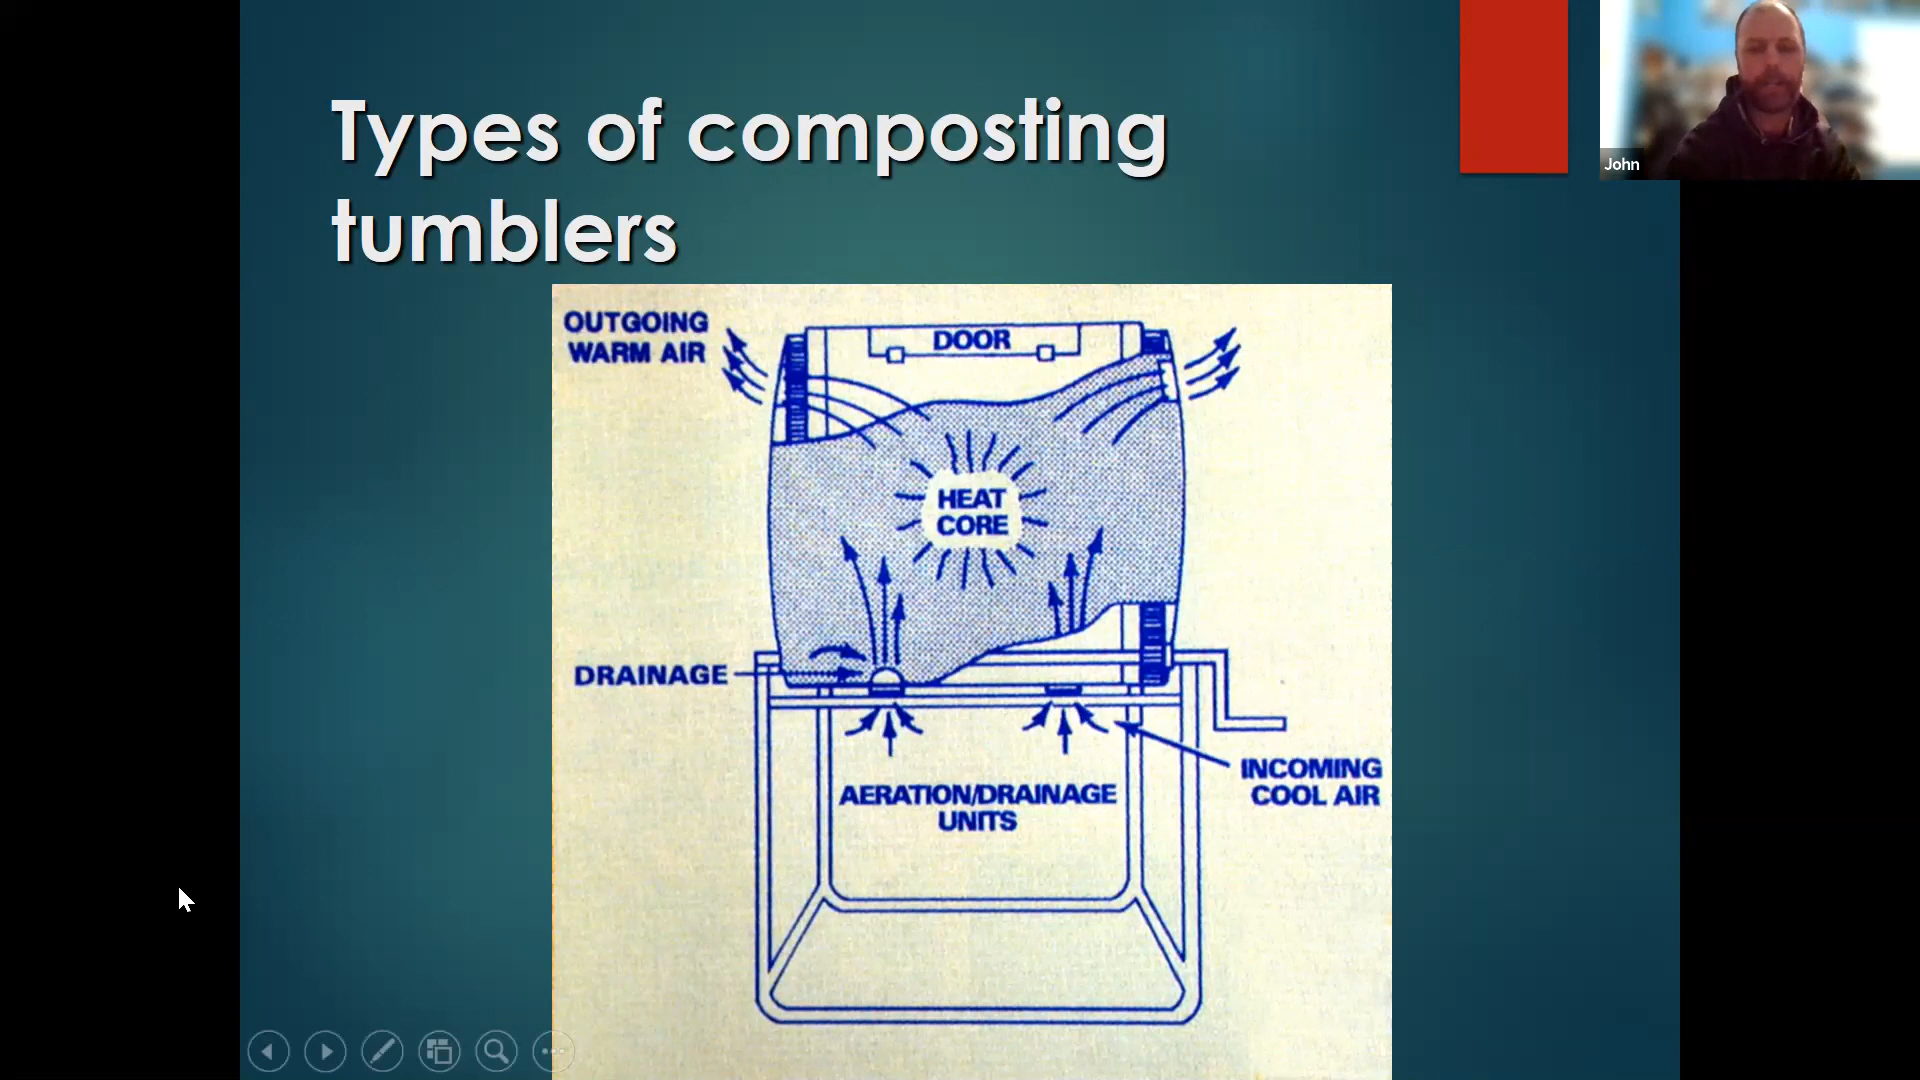 Types of composting
tumblers
John
OUTGOING
WARM AIR
DOOR
HEAT
CORE
DRAINAGE
INCOMING
COOL AIR
AERATION/DRAINAGE
UNITS